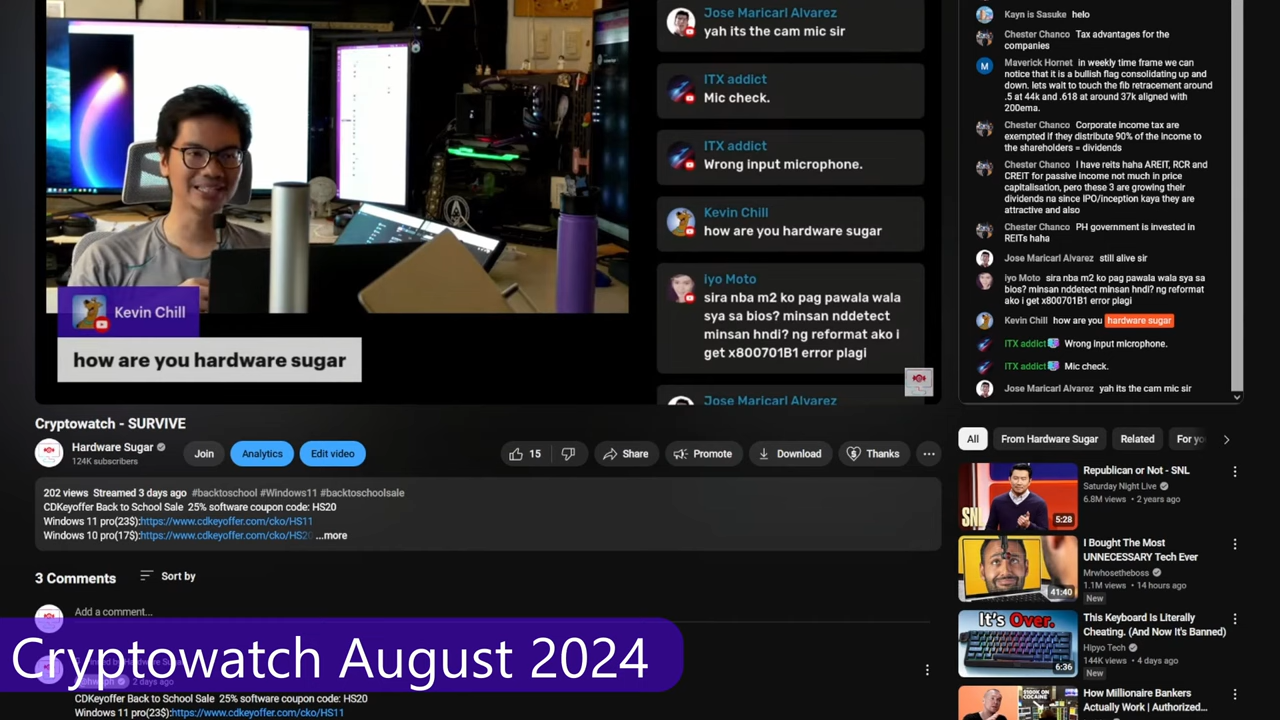 Jose Maricarl Alvarez
yah its the cam mic sir
ITX addict
Mic check.
ITX addict
Wrong input microphone.
Kevin Chill
how are you hardware sugar
iyo Moto
sira nba m2 ko pag pawala wala
sya sa bios? minsan nddetect
minsan hndi? ng reformat ako i
get x800701B1 error plagi
Jose Maricarl Alvarez
Kevin Chill
how are you hardware sugar
Kayn is Sasuke helo
Chester Chanco Tax advantages for the
companies
Maverick Hornet in weekly time frame we can
notice that it is a bullish flag consolidating up and
down. lets wait to touch the fib retracement around
.5 at 44k and .618 at around 37k aligned with
200ema.
Chester Chanco Corporate income tax are
exempted if they distribute 90% of the income to
the shareholders = dividends
Chester Chanco I have reits haha AREIT, RCR and
CREIT for passive income not much in price
capitalisation, pero these 3 are growing their
dividends na since IPO/inception kaya they are
attractive and also
Chester Chanco PH government is invested in
REITs haha
Jose Maricarl Alvarez still alive sir
iyo Moto sira nba m2 ko pag pawala wala sya sa
bios? minsan nddetect minsan hndi? ng reformat
ako i get x800701B1 error plagi
Kevin Chill how are you hardware sugar
ITX addict Wrong input microphone.
ITX addict Mic check.
Jose Maricarl Alvarez yah its the cam mic sir
Cryptowatch - SURVIVE
Hardware Sugar
124K subscribers
Join
Analytics
Edit video
15
Share
Promote
Download
Thanks
202 views Streamed 3 days ago #backtoschool #Windows11 #backtoschoolsale
CDKeyoffer Back to School Sale 25% software coupon code: HS20
Windows 11 pro(23$):https://www.cdkeyoffer.com/cko/HS11
Windows 10 pro(17$):https://www.cdkeyoffer.com/cko/HS20 ...more
3 Comments
Sort by
Add a comment...
Cryptowatch August 2024
2 days ago
CDKeyoffer Back to School Sale 25% software coupon code: HS20
Windows 11 pro(23$):https://www.cdkeyoffer.com/cko/HS11
All
From Hardware Sugar
Related
For yo
Republican or Not - SNL
Saturday Night Live
6.8M views • 2 years ago
SNL
5:28
I Bought The Most
UNNECESSARY Tech Ever
Mrwhosetheboss
1.1M views • 14 hours ago
New
41:40
It's Over.
This Keyboard Is Literally
Cheating. (And Now It's Banned)
Hipyo Tech
144K views • 4 days ago
New
6:36
How Millionaire Bankers
Actually Work | Authorized...